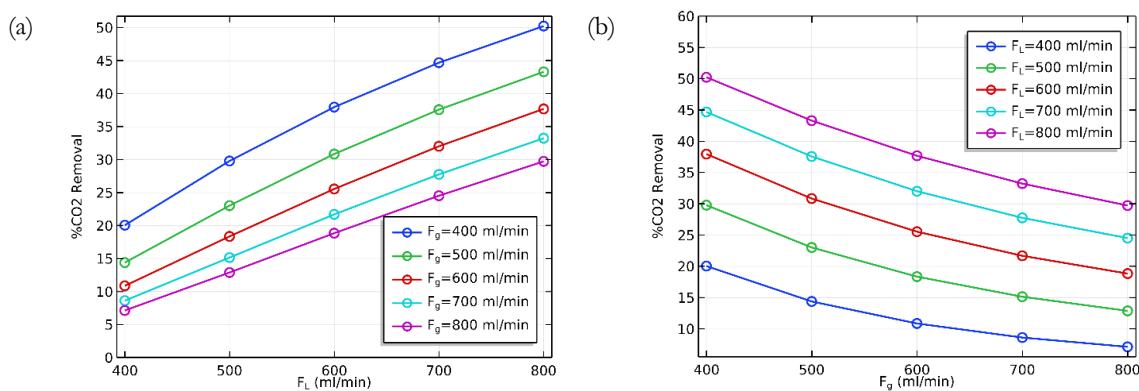 (a)
%CO2 Removal
50
45
40
35
30
25
20
15
10
5
0
400 500 600 700 800
F_L (ml/min)
F_g=400 ml/min
F_g=500 ml/min
F_g=600 ml/min
F_g=700 ml/min
F_g=800 ml/min
(b)
%CO2 Removal
60
55
50
45
40
35
30
25
20
15
10
400 500 600 700 800
F_g (ml/min)
F_L=400 ml/min
F_L=500 ml/min
F_L=600 ml/min
F_L=700 ml/min
F_L=800 ml/min